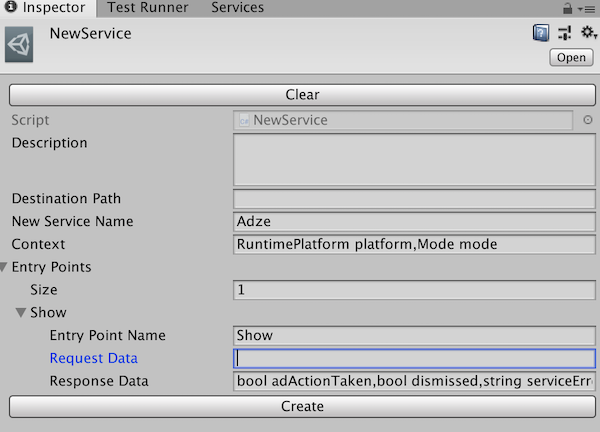 Inspector Test Runner Services
NewService
Open
Clear
Script NewService
Description
Destination Path
New Service Name Adze
Context RuntimePlatform platform,Mode mode
Entry Points
Size 1
Show
Entry Point Name Show
Request Data
Response Data bool adActionTaken,bool dismissed,string serviceErr
Create